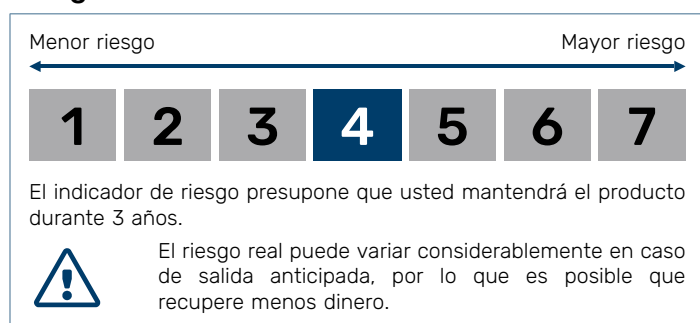 Menor riesgo Mayor riesgo
1 2 3 4 5 6 7
El indicador de riesgo presupone que usted mantendrá el producto
durante 3 años.
El riesgo real puede variar considerablemente en caso
de salida anticipada, por lo que es posible que
recupere menos dinero.